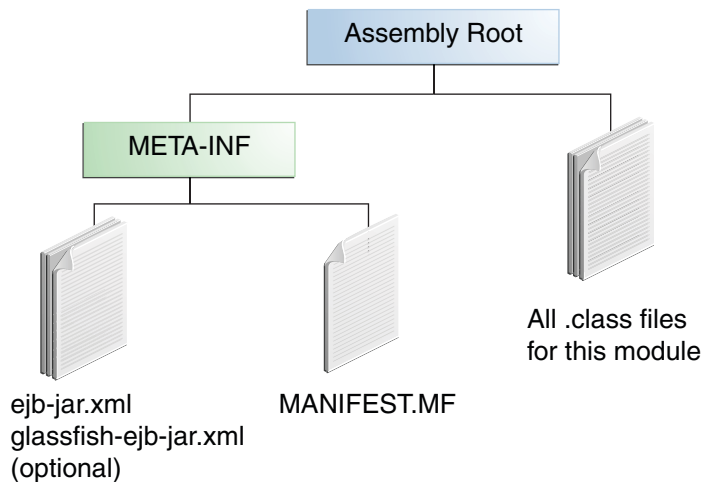 Assembly Root
META-INF
All .class files
for this module
ejb-jar.xml
glassfish-ejb-jar.xml
(optional)
MANIFEST.MF